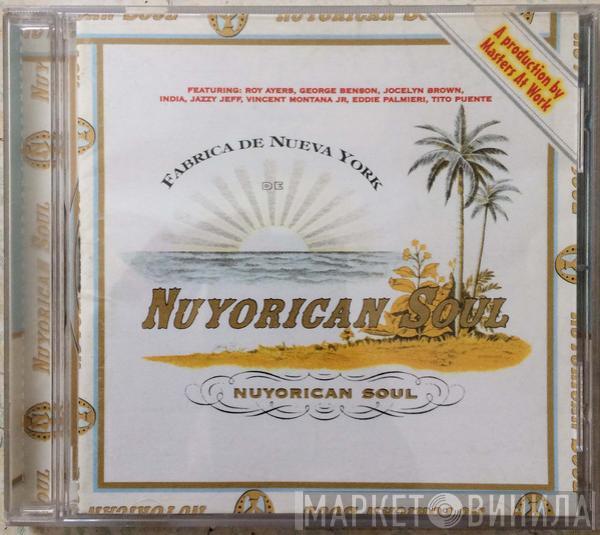 NUYORICAN SOUL
A production by
Masters At Work
FEATURING: ROY AYERS, GEORGE BENSON, JOCELYN BROWN,
INDIA, JAZZY JEFF, VINCENT MONTANA JR, EDDIE PALMIERI, TITO PUENTE
FABRICA DE NUEVA YORK
DE
NUYORICAN SOUL
NUYORICAN SOUL
NUYORICAN SOUL
МАРКЕТ ВИНИЛА